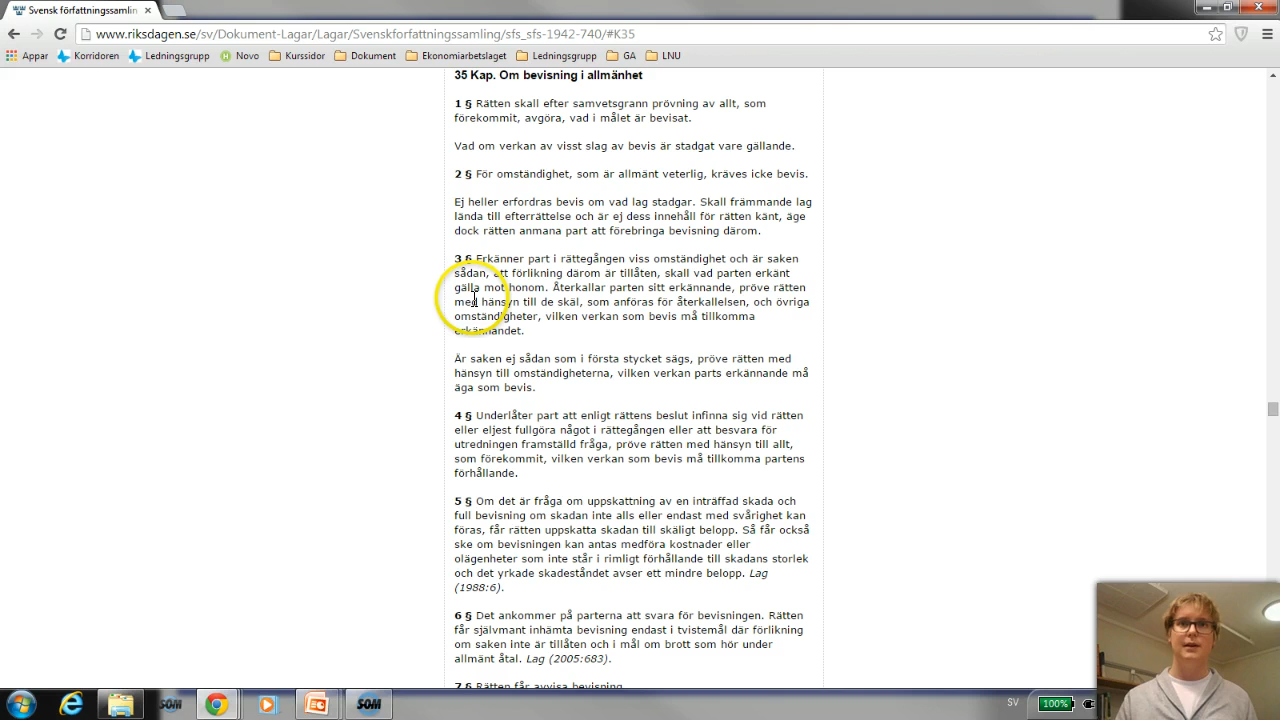 Svensk författningssamlin
www.riksdagen.se/sv/Dokument-Lagar/Lagar/Svenskforfattningssamling/sfs_sfs-1942-740/#K35
Appar Korridoren Ledningsgrupp Novo Kurssidor Dokument Ekonomiarbetslaget Ledningsgrupp GA LNU
35 Kap. Om bevisning i allmänhet
1 § Rätten skall efter samvetsgrann prövning av allt, som
förekommit, avgöra, vad i målet är bevisat.
Vad om verkan av visst slag av bevis är stadgat vare gällande.
2 § För omständighet, som är allmänt veterlig, kräves icke bevis.
Ej heller erfordras bevis om vad lag stadgar. Skall främmande lag
lända till efterrättelse och är ej dess innehåll för rätten känt, äge
dock rätten anmana part att förebringa bevisning därom.
3 § Erkänner part i rättegången viss omständighet och är saken
sådan, att förlikning därom är tillåten, skall vad parten erkänt
gälla mot honom. Återkallar parten sitt erkännande, pröve rätten
med hänsyn till de skäl, som anföras för återkallelsen, och övriga
omständigheter, vilken verkan som bevis må tillkomma
erkännandet.
Är saken ej sådan som i första stycket sägs, pröve rätten med
hänsyn till omständigheterna, vilken verkan parts erkännande må
äga som bevis.
4 § Underlåter part att enligt rättens beslut infinna sig vid rätten
eller eljest fullgöra något i rättegången eller att besvara för
utredningen framställd fråga, pröve rätten med hänsyn till allt,
som förekommit, vilken verkan som bevis må tillkomma partens
förhållande.
5 § Om det är fråga om uppskattning av en inträffad skada och
full bevisning om skadan inte alls eller endast med svårighet kan
föras, får rätten uppskatta skadan till skäligt belopp. Så får också
ske om bevisningen kan antas medföra kostnader eller
olägenheter som inte står i rimligt förhållande till skadans storlek
och det yrkade skadeståndet avser ett mindre belopp. Lag
(1988:6).
6 § Det ankommer på parterna att svara för bevisningen. Rätten
får självmant inhämta bevisning endast i tvistemål där förlikning
om saken inte är tillåten och i mål om brott som hör under
allmänt åtal. Lag (2005:683).
7 § Rätten får avvisa bevisning
SOM SOM SV 100%